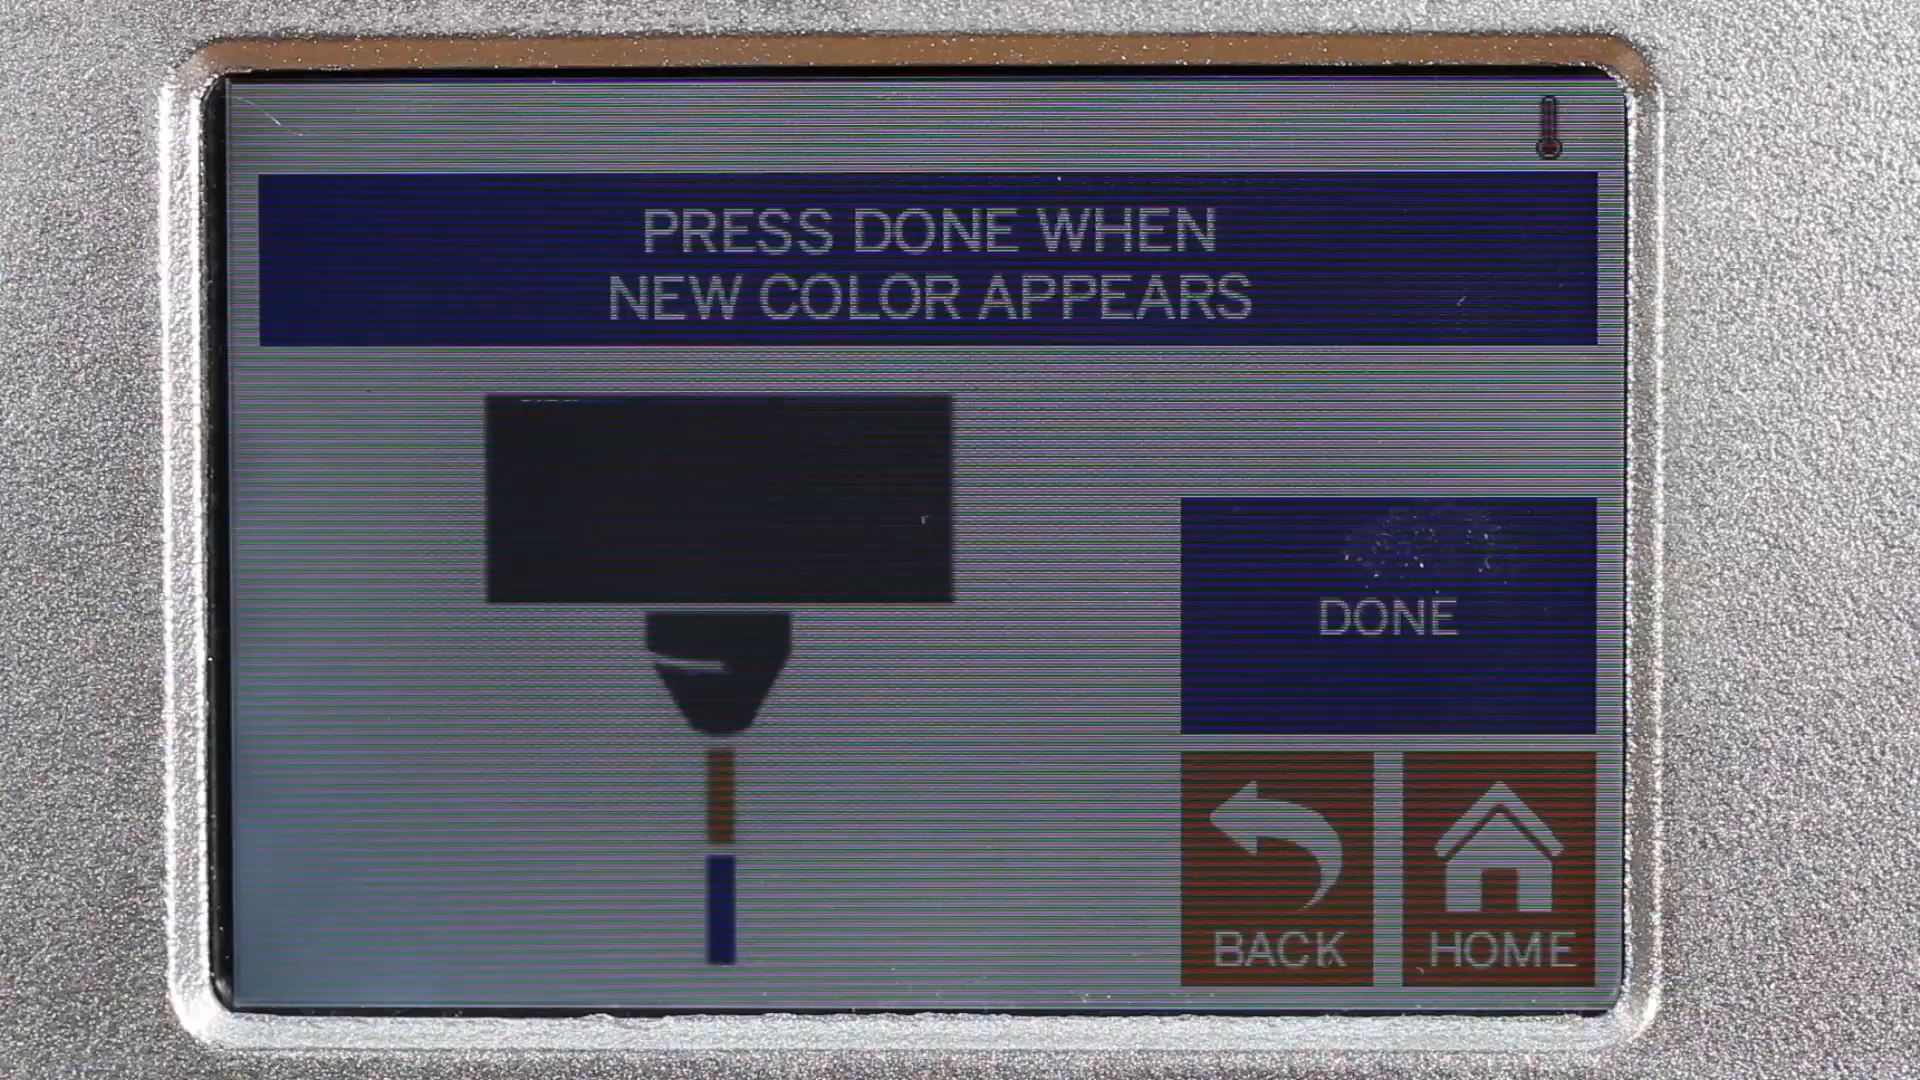 PRESS DONE WHEN
NEW COLOR APPEARS
DONE
BACK
HOME